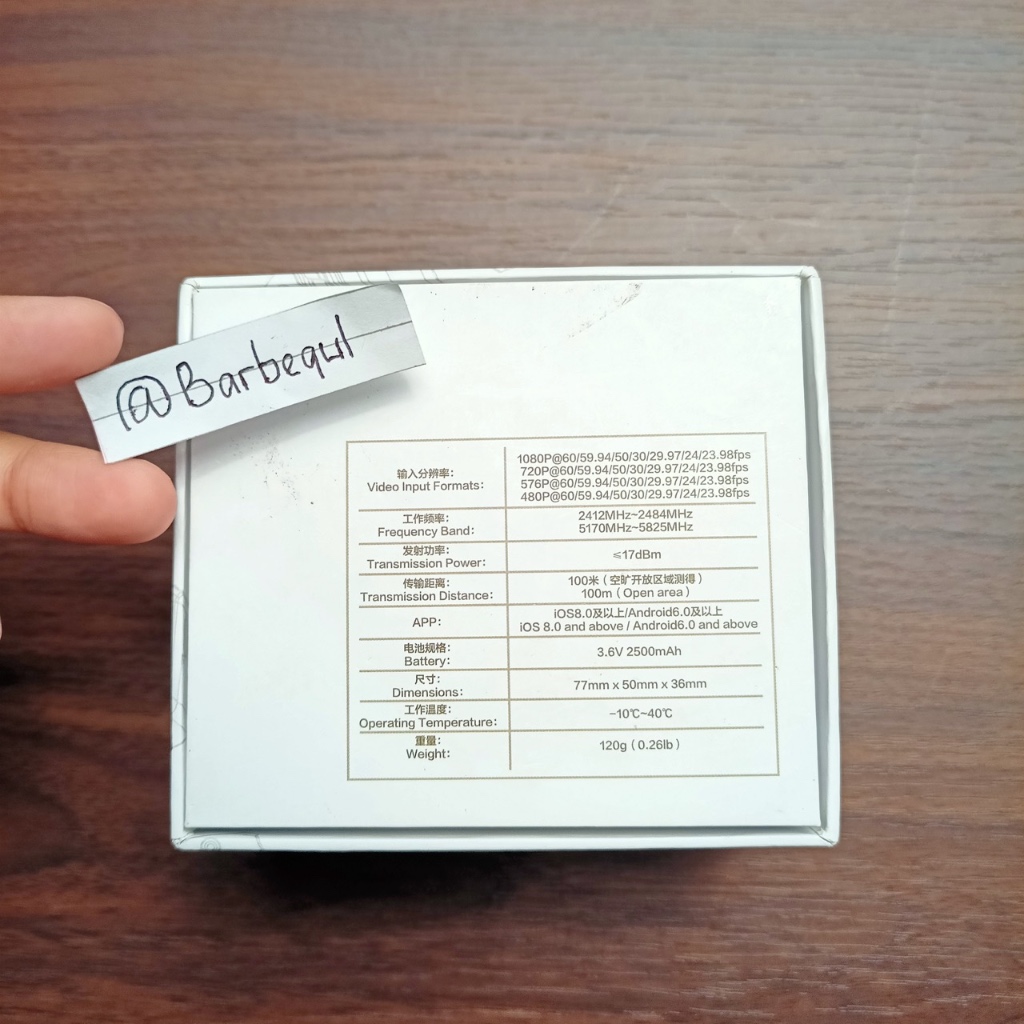 @Barbequl
输入分辨率:
Video Input Formats:
1080P@60/59.94/50/30/29.97/24/23.98fps
720P@60/59.94/50/30/29.97/24/23.98fps
576P@60/59.94/50/30/29.97/24/23.98fps
480P@60/59.94/50/30/29.97/24/23.98fps
工作频率:
Frequency Band:
2412MHz~2484MHz
5170MHz~5825MHz
发射功率:
Transmission Power:
≤17dBm
传输距离:
Transmission Distance:
100米(空旷开放区域测得)
100m(Open area)
APP:
iOS8.0及以上/Android6.0及以上
iOS 8.0 and above / Android6.0 and above
电池规格:
Battery:
3.6V 2500mAh
尺寸:
Dimensions:
77mm x 50mm x 36mm
工作温度:
Operating Temperature:
-10℃~40℃
重量:
Weight:
120g(0.26lb)